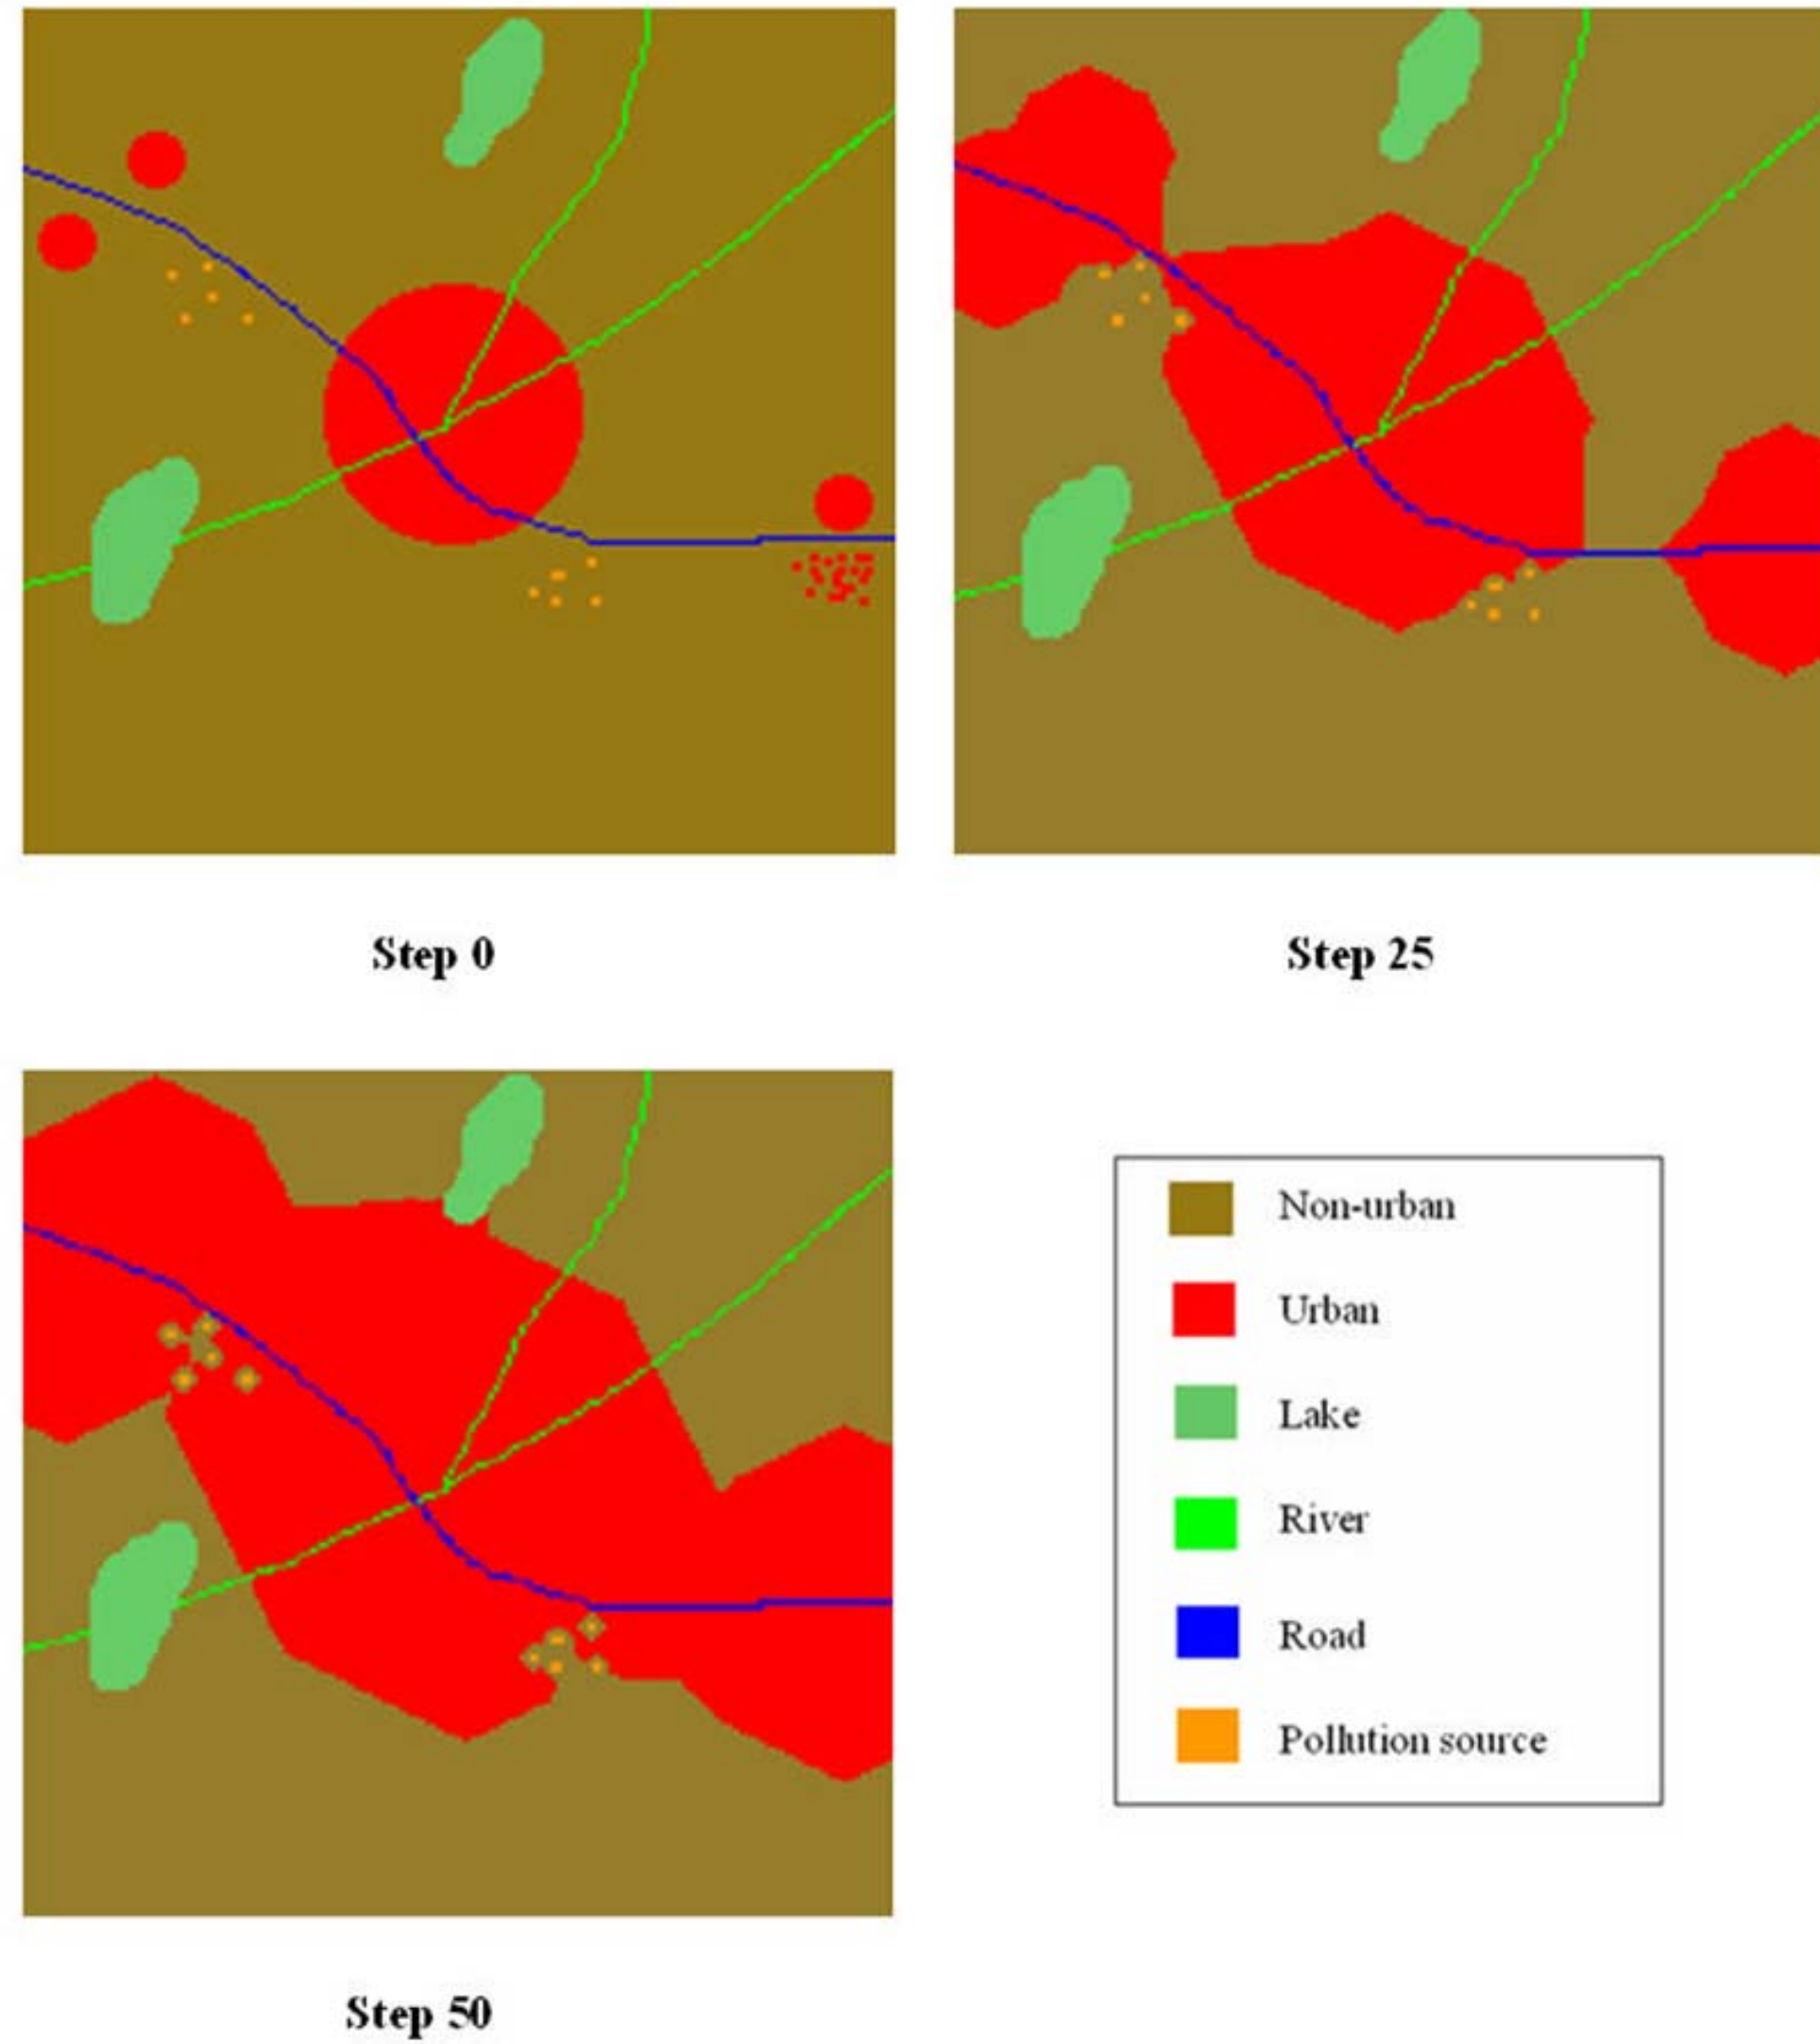 Step 0
Step 25
Non-urban
Urban
Lake
River
Road
Pollution source
Step 50